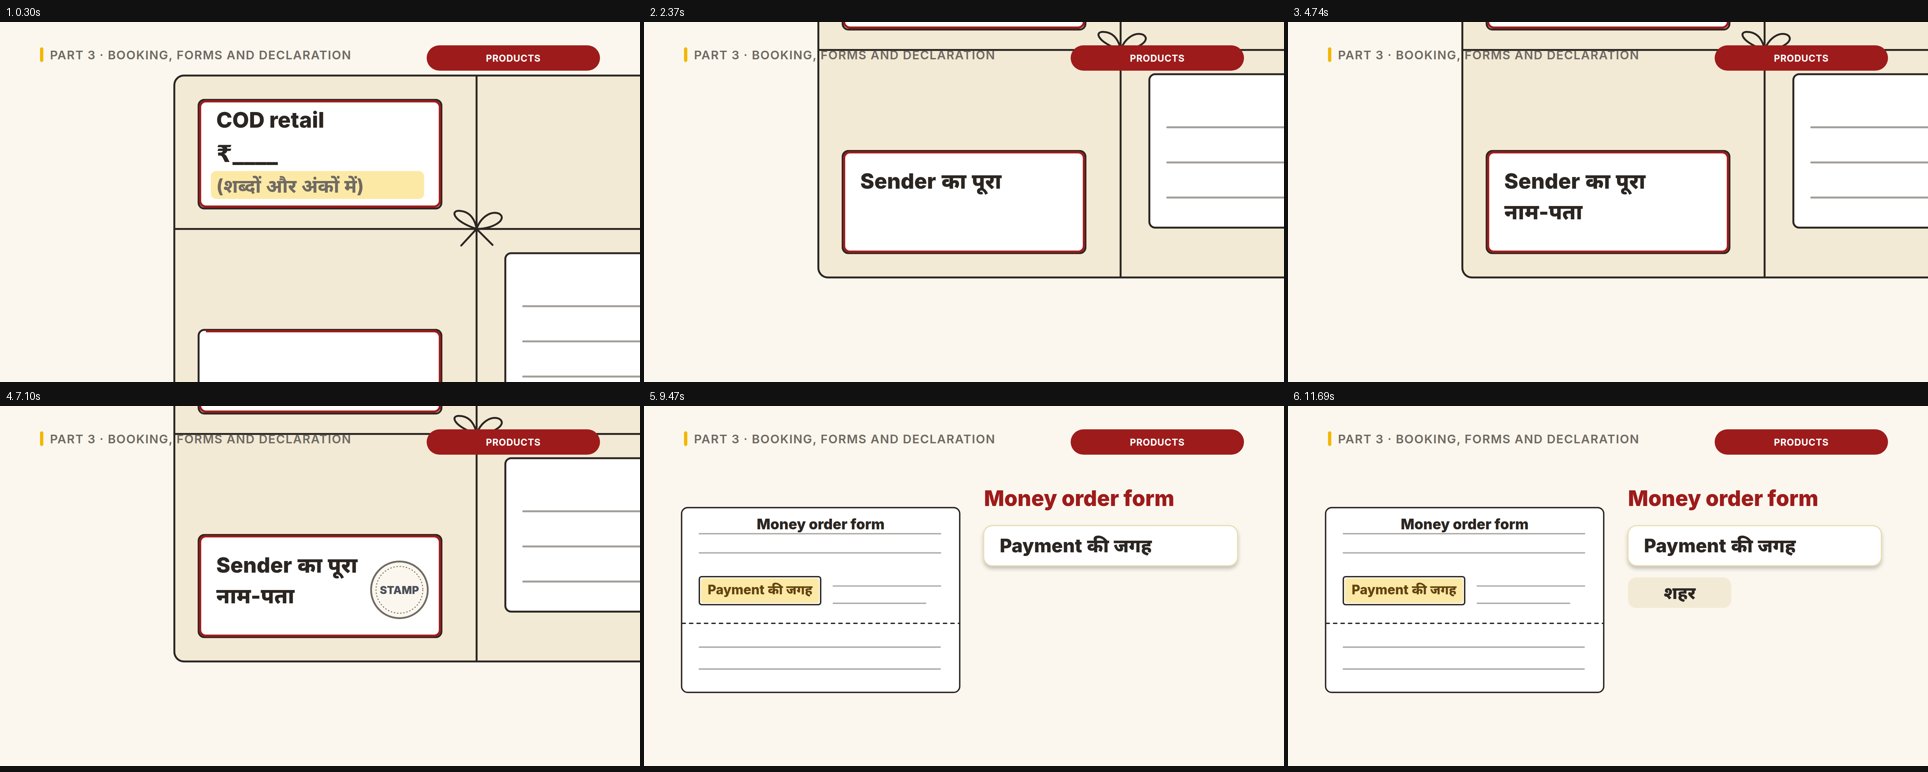 1. 0.30s
PART 3 · BOOKING, FORMS AND DECLARATION
PRODUCTS
COD retail
₹____
(शब्दों और अंकों में)
2. 2.37s
PART 3 · BOOKING, FORMS AND DECLARATION
PRODUCTS
Sender का पूरा
3. 4.74s
PART 3 · BOOKING, FORMS AND DECLARATION
PRODUCTS
Sender का पूरा
नाम-पता
4. 7.10s
PART 3 · BOOKING, FORMS AND DECLARATION
PRODUCTS
Sender का पूरा
नाम-पता
STAMP
5. 9.47s
PART 3 · BOOKING, FORMS AND DECLARATION
PRODUCTS
Money order form
Money order form
Payment की जगह
Payment की जगह
6. 11.69s
PART 3 · BOOKING, FORMS AND DECLARATION
PRODUCTS
Money order form
Money order form
Payment की जगह
Payment की जगह
शहर